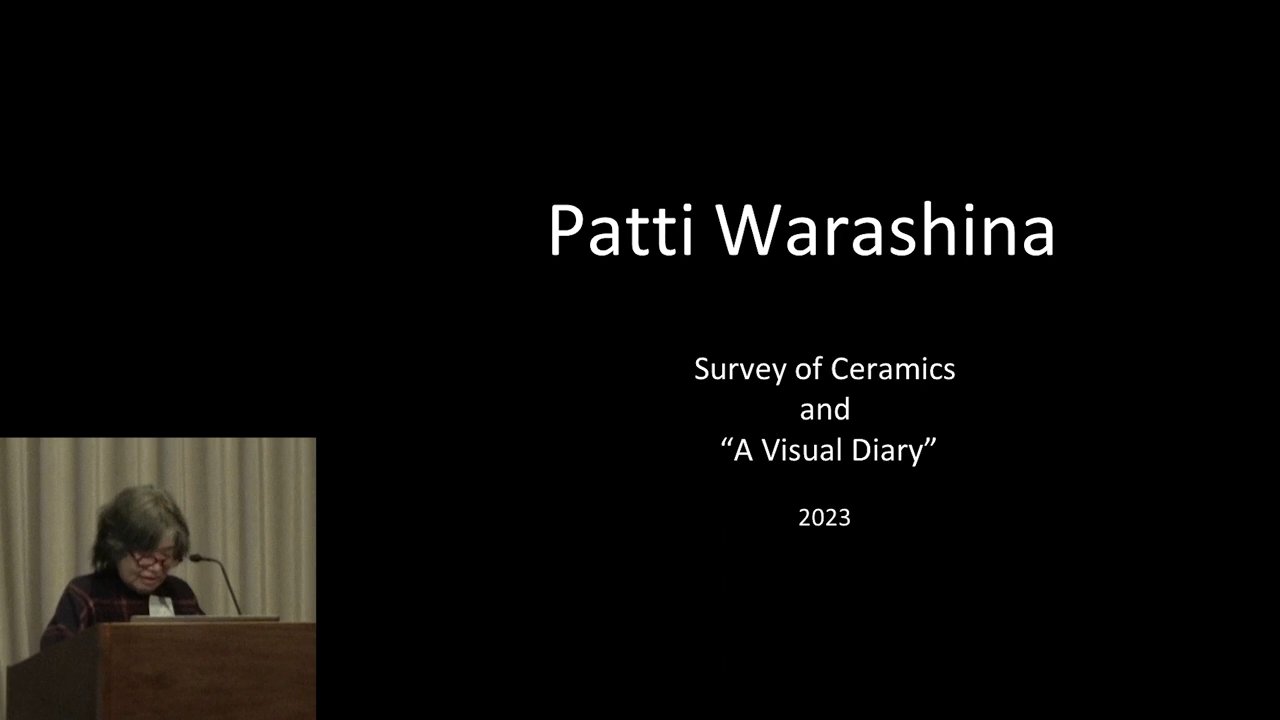 Patti Warashina
Survey of Ceramics
and
“A Visual Diary”
2023